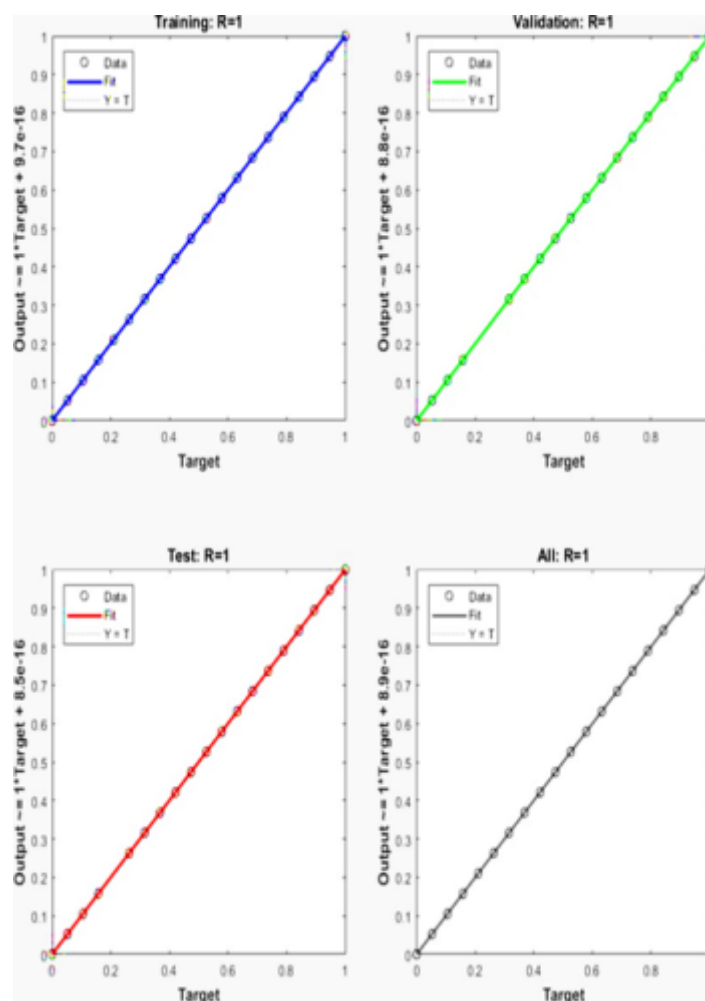 Training: R=1
Output ~= 1*Target + 9.7e-16
Data
Fit
Y = T
1
0.9
0.8
0.7
0.6
0.5
0.4
0.3
0.2
0.1
0
0 0.2 0.4 0.6 0.8 1
Target
Validation: R=1
Output ~= 1*Target + 8.8e-16
Data
Fit
Y = T
1
0.9
0.8
0.7
0.6
0.5
0.4
0.3
0.2
0.1
0
0 0.2 0.4 0.6 0.8
Target
Test: R=1
Output ~= 1*Target + 8.5e-16
Data
Fit
Y = T
1
0.9
0.8
0.7
0.6
0.5
0.4
0.3
0.2
0.1
0
0 0.2 0.4 0.6 0.8 1
Target
All: R=1
Output ~= 1*Target + 8.9e-16
Data
Fit
Y = T
1
0.9
0.8
0.7
0.6
0.5
0.4
0.3
0.2
0.1
0
0 0.2 0.4 0.6 0.8
Target